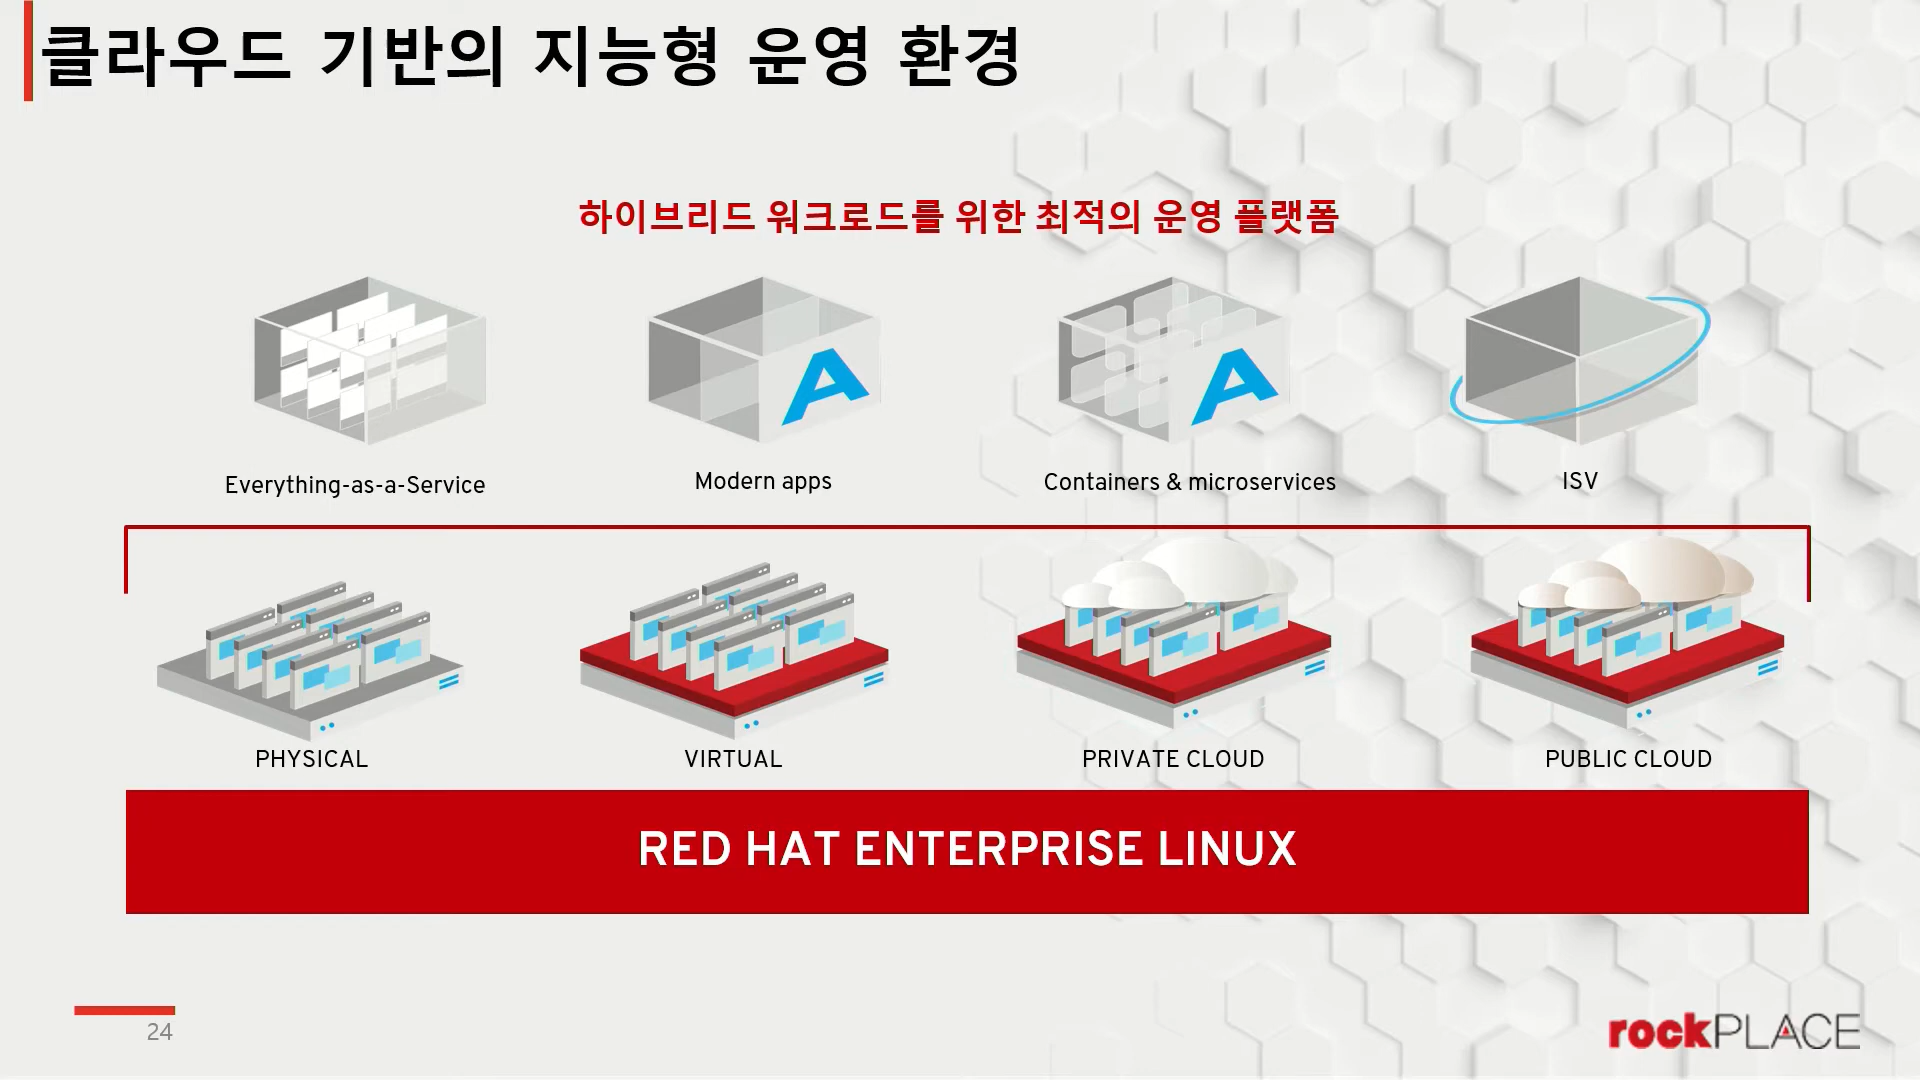 클라우드 기반의 지능형 운영 환경
하이브리드 워크로드를 위한 최적의 운영 플랫폼
Everything-as-a-Service
Modern apps
Containers & microservices
ISV
PHYSICAL
VIRTUAL
PRIVATE CLOUD
PUBLIC CLOUD
RED HAT ENTERPRISE LINUX
24
rockPLACE